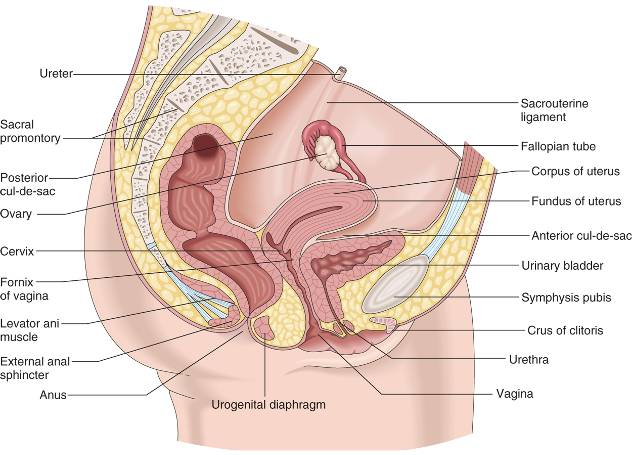 Ureter
Sacral
promontory
Posterior
cul-de-sac
Ovary
Cervix
Fornix
of vagina
Levator ani
muscle
External anal
sphincter
Anus
Urogenital diaphragm
Sacrouterine
ligament
Fallopian tube
Corpus of uterus
Fundus of uterus
Anterior cul-de-sac
Urinary bladder
Symphysis pubis
Crus of clitoris
Urethra
Vagina